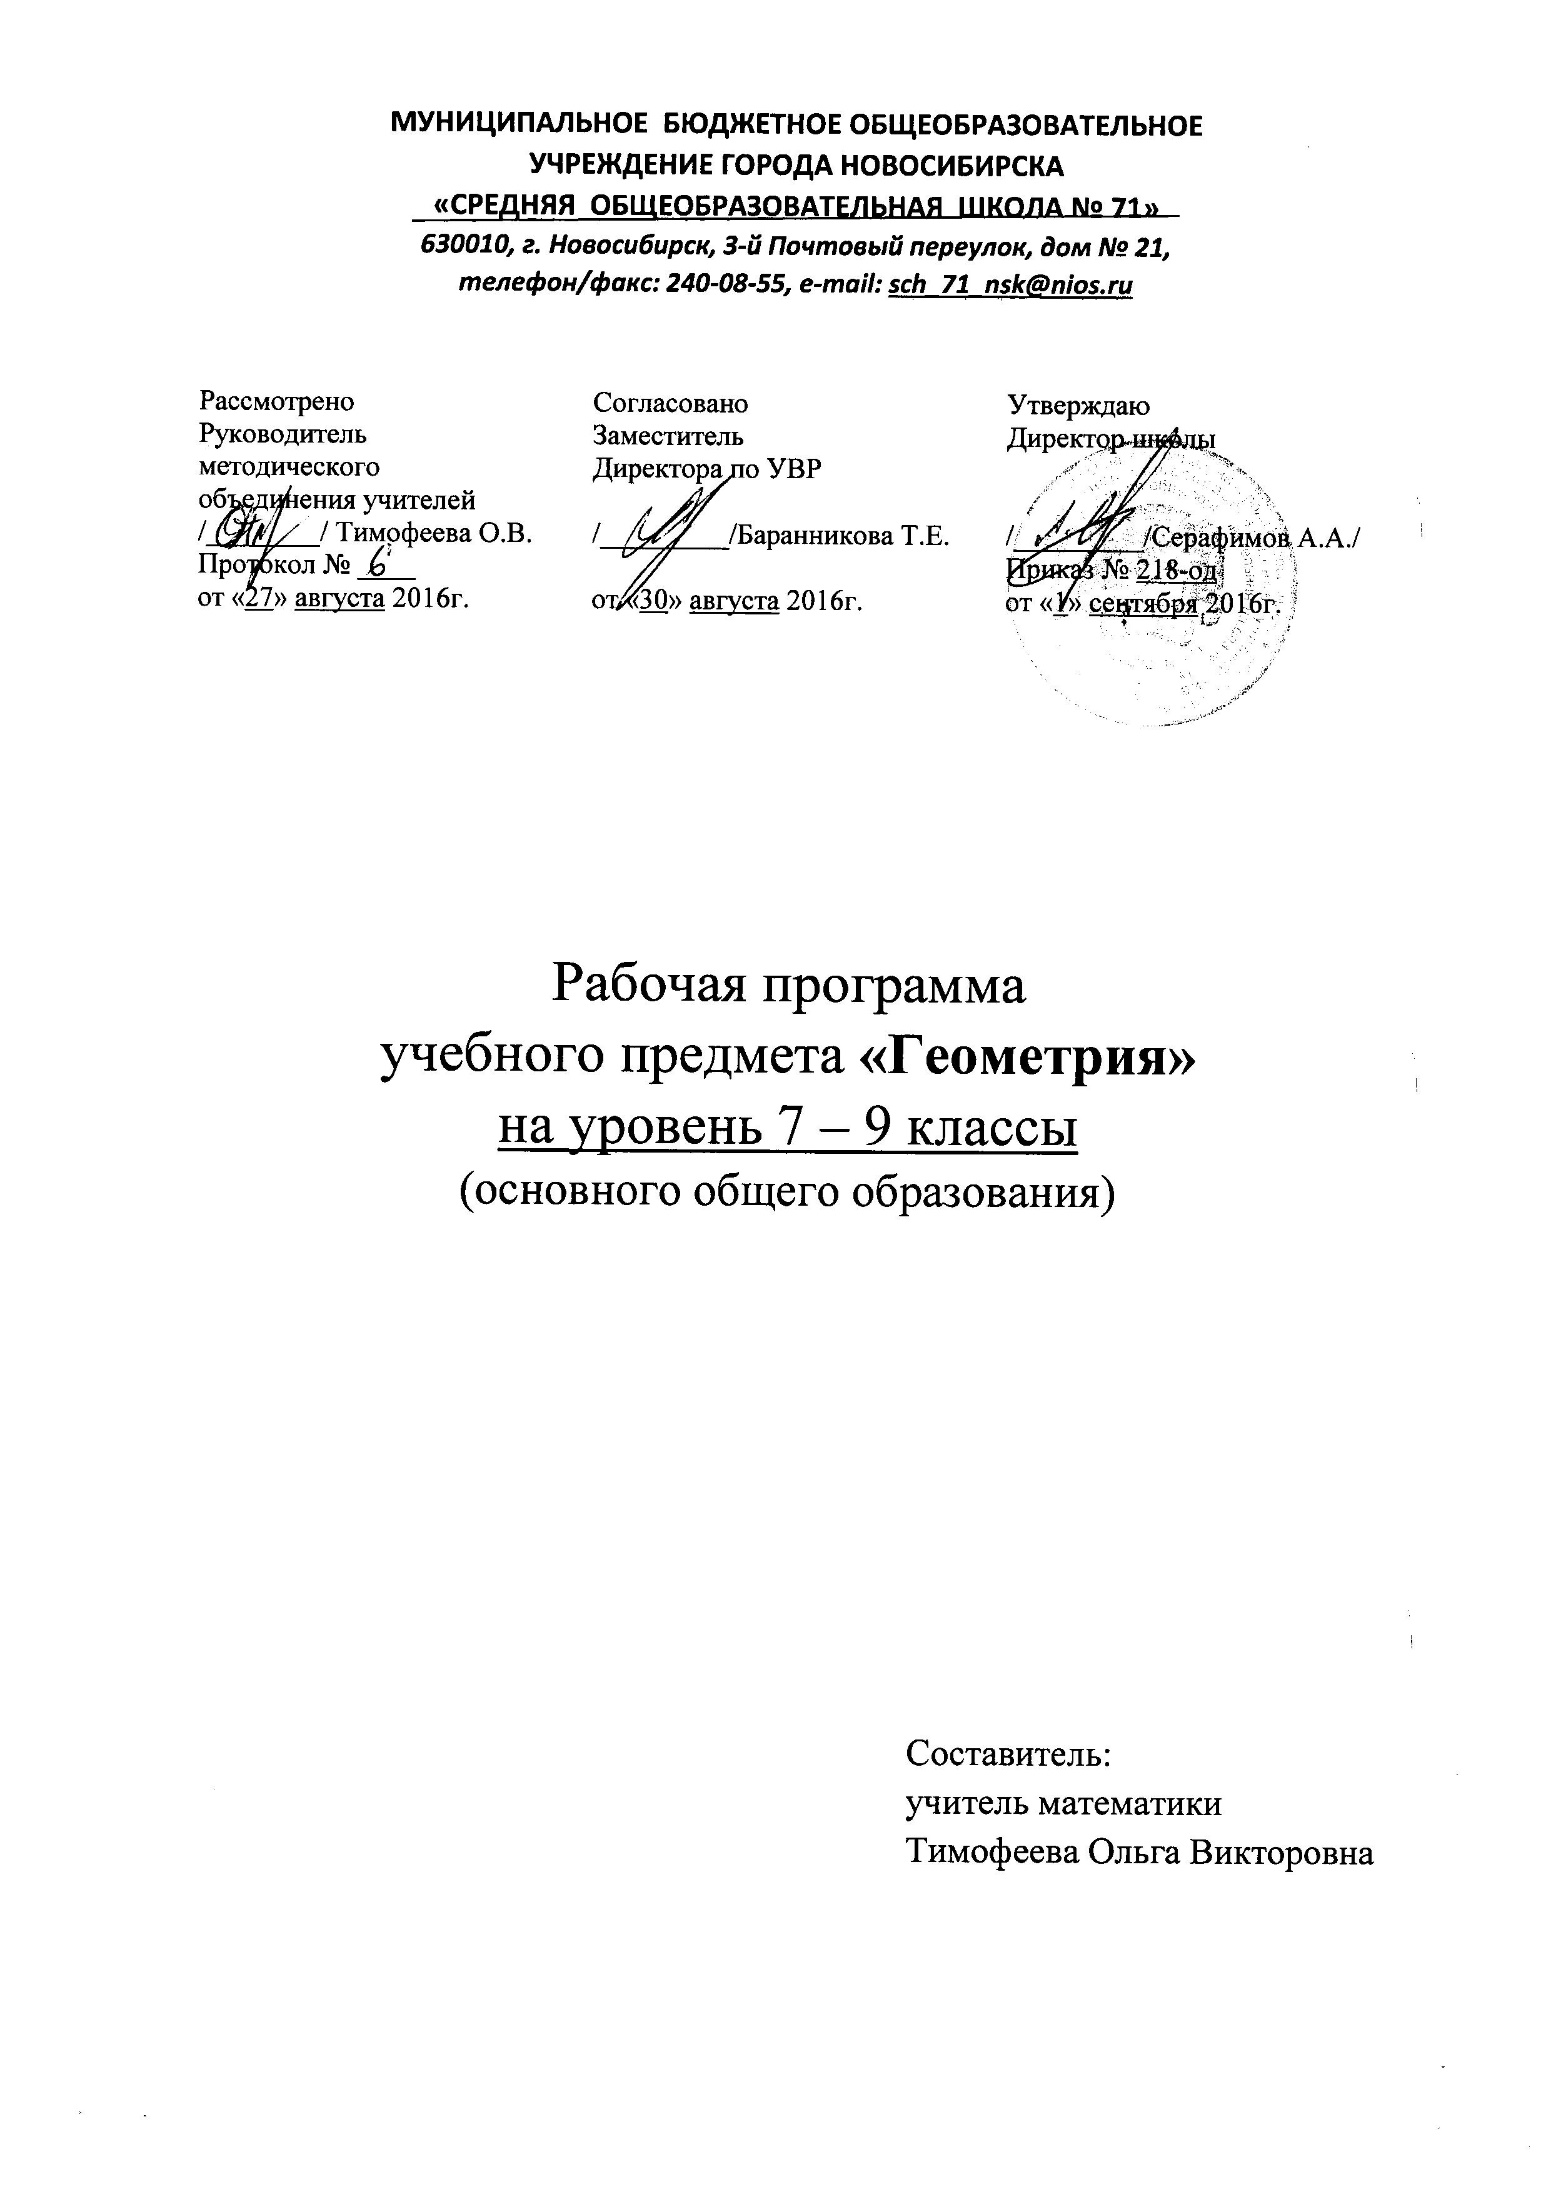 МУНИЦИПАЛЬНОЕ БЮДЖЕТНОЕ ОБЩЕОБРАЗОВАТЕЛЬНОЕ
УЧРЕЖДЕНИЕ ГОРОДА НОВОСИБИРСКА
«СРЕДНЯЯ ОБЩЕОБРАЗОВАТЕЛЬНАЯ ШКОЛА № 71»
630010, г. Новосибирск, 3-й Почтовый переулок, дом № 21,
телефон/факс: 240-08-55, e-mail: sch_71_nsk@nios.ru
Рассмотрено
Руководитель
методического
объединения учителей
/________/ Тимофеева О.В.
Протокол № 6
от «27» августа 2016г.
Согласовано
Заместитель
Директора по УВР
/_________/Баранникова Т.Е.
от «30» августа 2016г.
Утверждаю
Директор школы
/_________/Серафимов А.А./
Приказ № 218-од
от «1» сентября 2016г.
Рабочая программа
учебного предмета «Геометрия»
на уровень 7 – 9 классы
(основного общего образования)
Составитель:
учитель математики
Тимофеева Ольга Викторовна